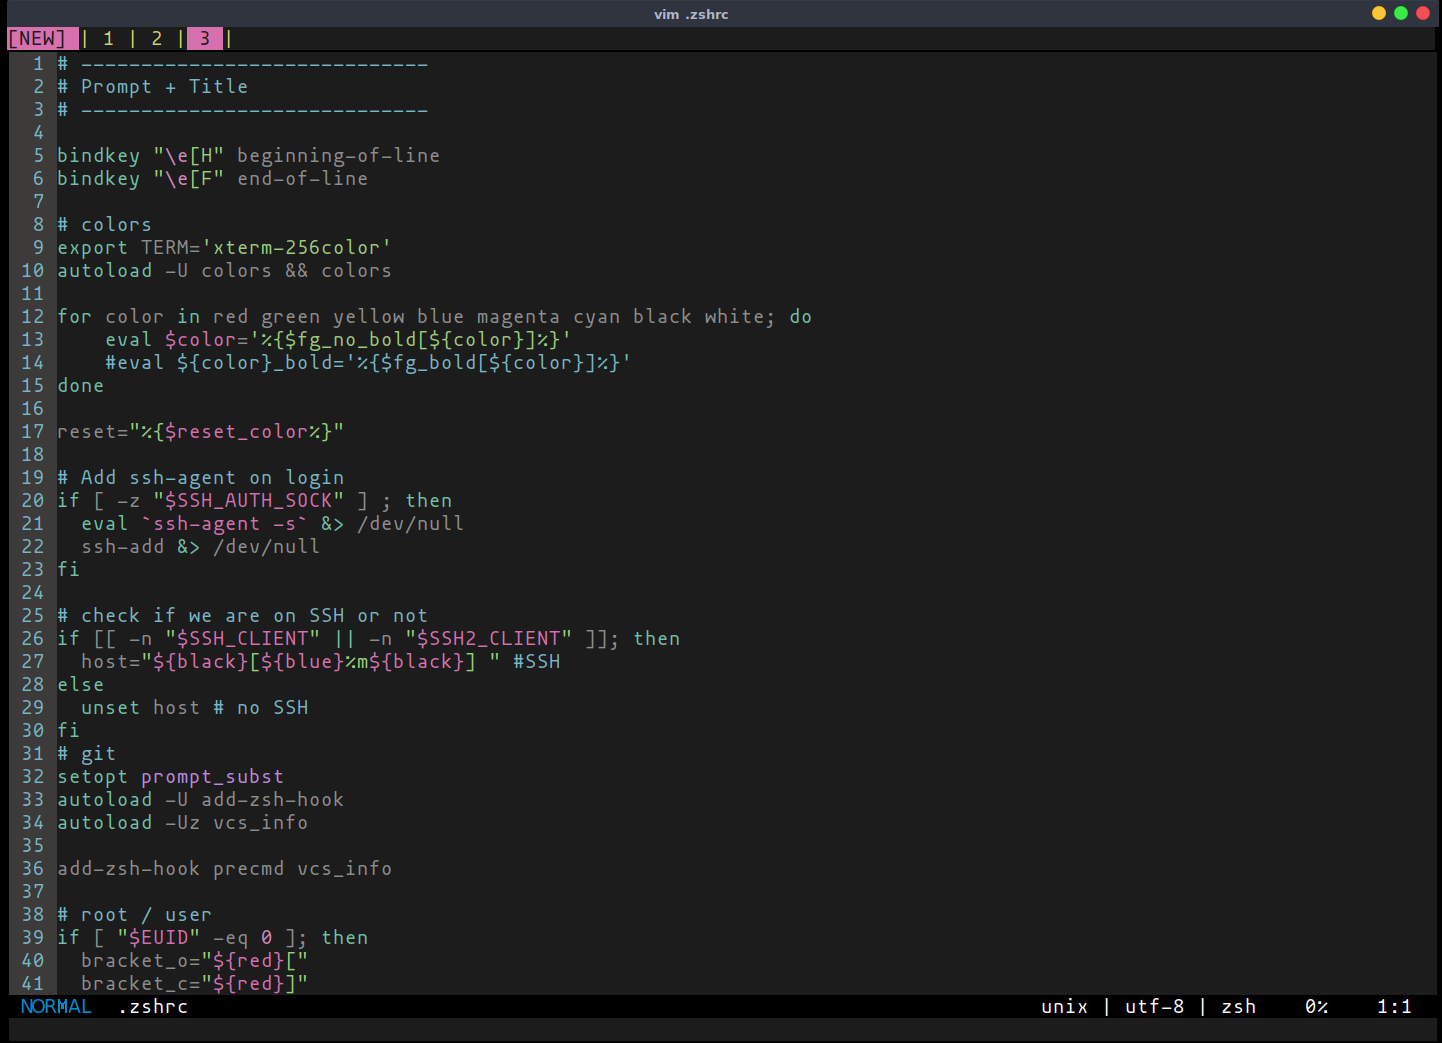 vim .zshrc
[NEW] | 1 | 2 | 3 |
1 # -----------------------------
2 # Prompt + Title
3 # -----------------------------
4
5 bindkey "\e[H" beginning-of-line
6 bindkey "\e[F" end-of-line
7
8 # colors
9 export TERM='xterm-256color'
10 autoload -U colors && colors
11
12 for color in red green yellow blue magenta cyan black white; do
13     eval $color='%{$fg_no_bold[${color}]%}'
14     #eval ${color}_bold='%{$fg_bold[${color}]%}'
15 done
16
17 reset="%{$reset_color%}"
18
19 # Add ssh-agent on login
20 if [ -z "$SSH_AUTH_SOCK" ] ; then
21   eval `ssh-agent -s` &> /dev/null
22   ssh-add &> /dev/null
23 fi
24
25 # check if we are on SSH or not
26 if [[ -n "$SSH_CLIENT" || -n "$SSH2_CLIENT" ]]; then
27   host="${black}[${blue}%m${black}] " #SSH
28 else
29   unset host # no SSH
30 fi
31 # git
32 setopt prompt_subst
33 autoload -U add-zsh-hook
34 autoload -Uz vcs_info
35
36 add-zsh-hook precmd vcs_info
37
38 # root / user
39 if [ "$EUID" -eq 0 ]; then
40   bracket_o="${red}["
41   bracket_c="${red}]"
NORMAL .zshrc unix | utf-8 | zsh 0% 1:1